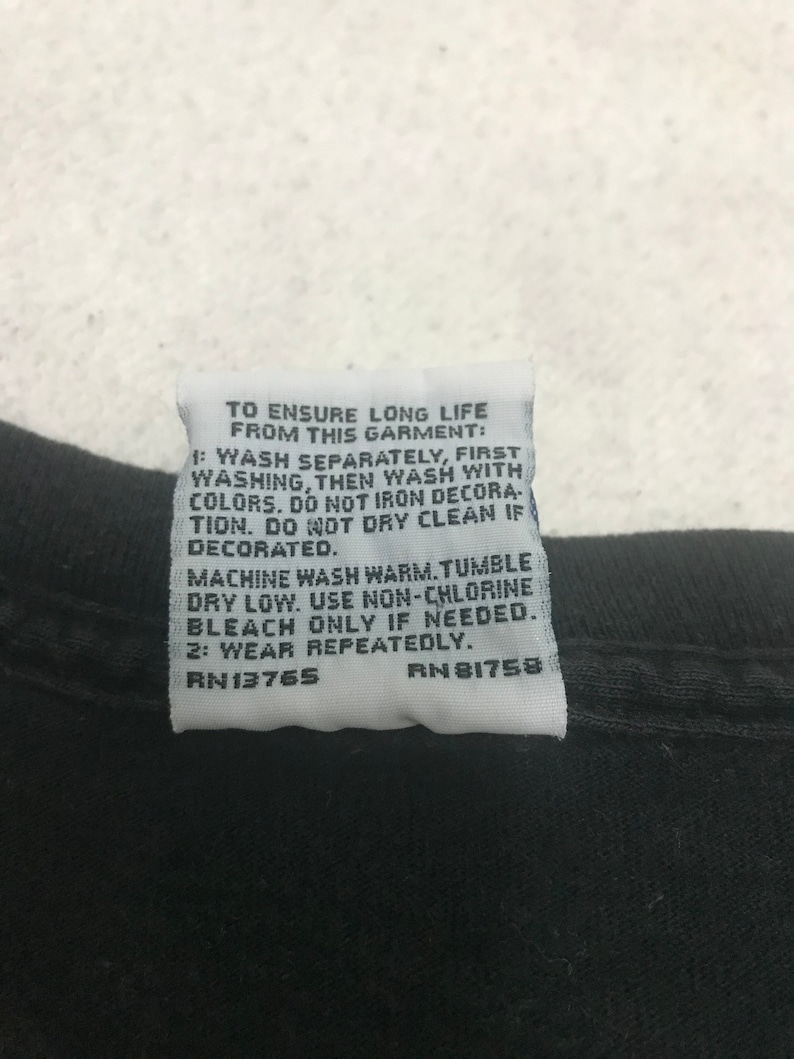 TO ENSURE LONG LIFE
FROM THIS GARMENT:
1: WASH SEPARATELY, FIRST
WASHING, THEN WASH WITH
COLORS. DO NOT IRON DECORA-
TION. DO NOT DRY CLEAN IF
DECORATED.
MACHINE WASH WARM. TUMBLE
DRY LOW. USE NON-CHLORINE
BLEACH ONLY IF NEEDED.
2: WEAR REPEATEDLY.
RN13765 RN81758